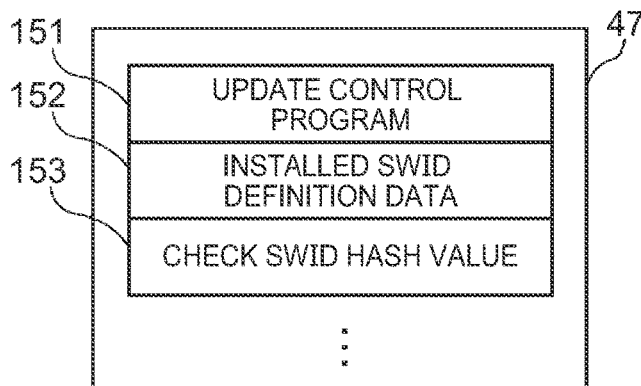 151
47
UPDATE CONTROL
PROGRAM
152
INSTALLED SWID
DEFINITION DATA
153
CHECK SWID HASH VALUE